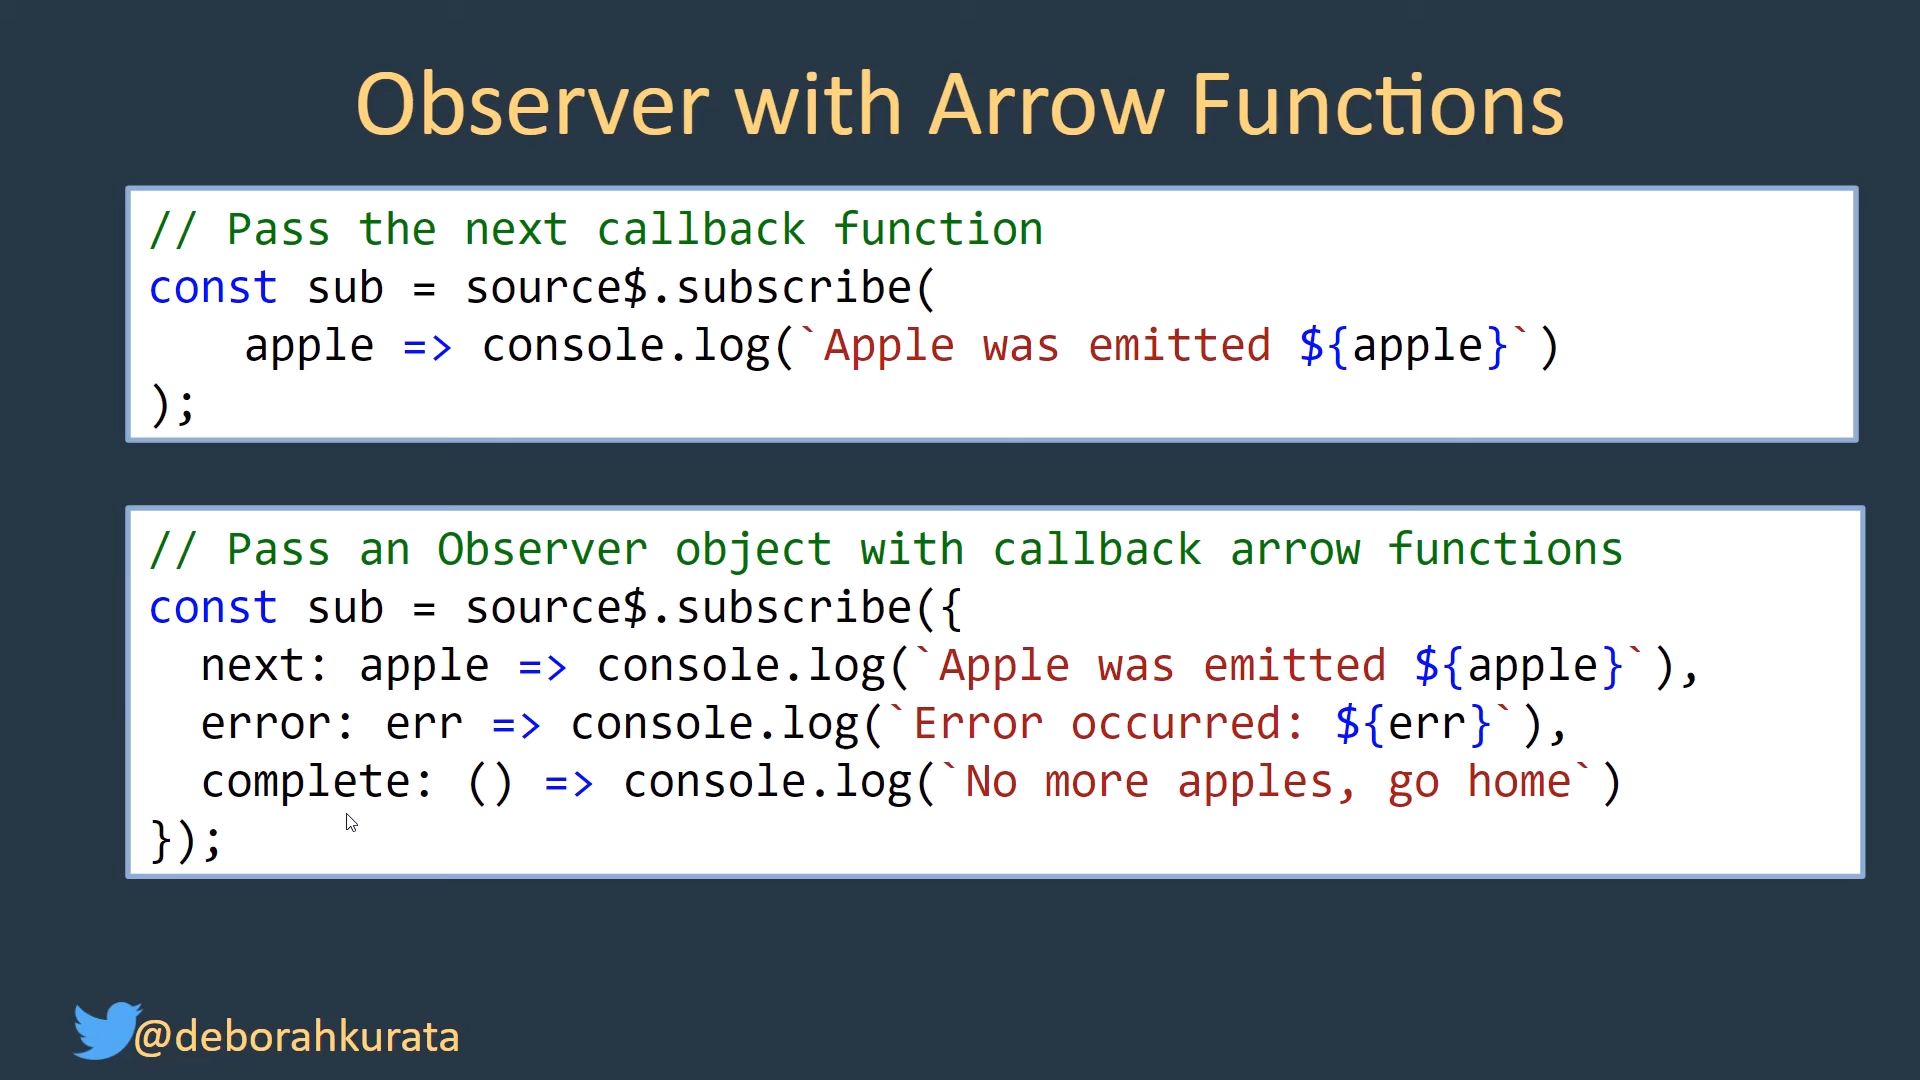 Observer with Arrow Functions
// Pass the next callback function
const sub = source$.subscribe(
    apple => console.log(`Apple was emitted ${apple}`)
);
// Pass an Observer object with callback arrow functions
const sub = source$.subscribe({
  next: apple => console.log(`Apple was emitted ${apple}`),
  error: err => console.log(`Error occurred: ${err}`),
  complete: () => console.log(`No more apples, go home`)
});
@deborahkurata